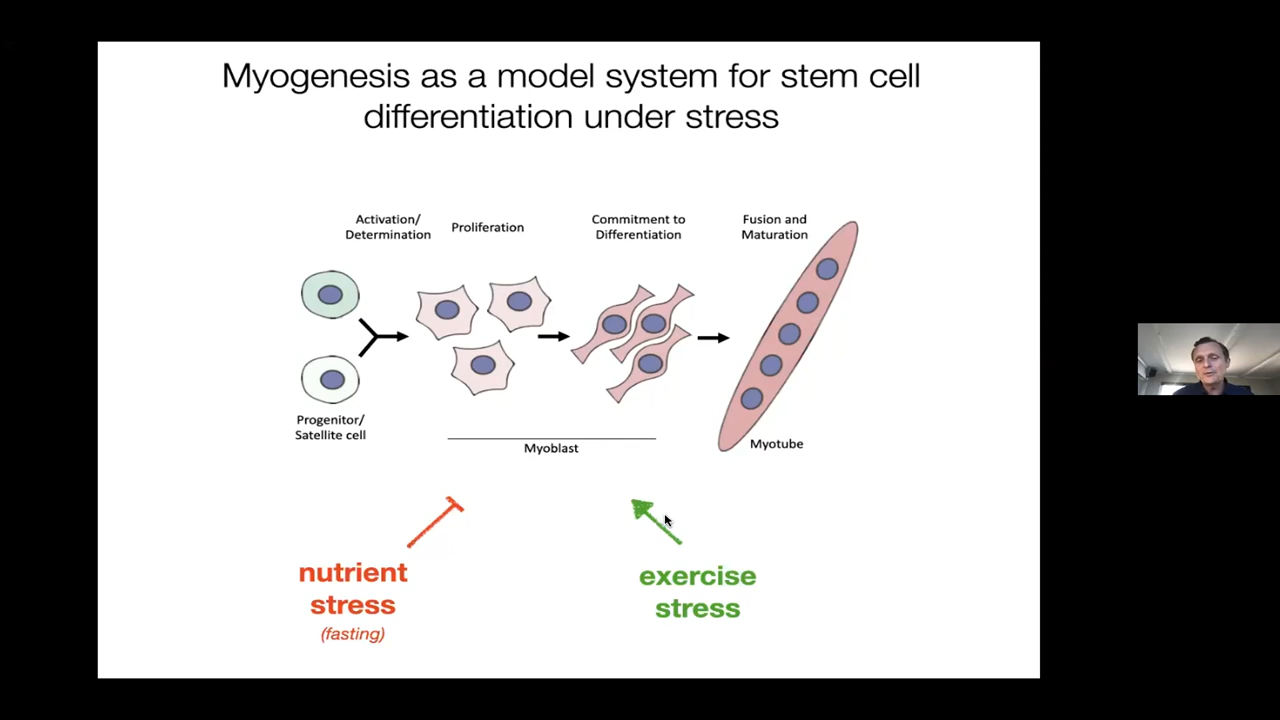 Myogenesis as a model system for stem cell
differentiation under stress
Activation/
Determination
Proliferation
Commitment to
Differentiation
Fusion and
Maturation
Progenitor/
Satellite cell
Myoblast
Myotube
nutrient
stress
(fasting)
exercise
stress